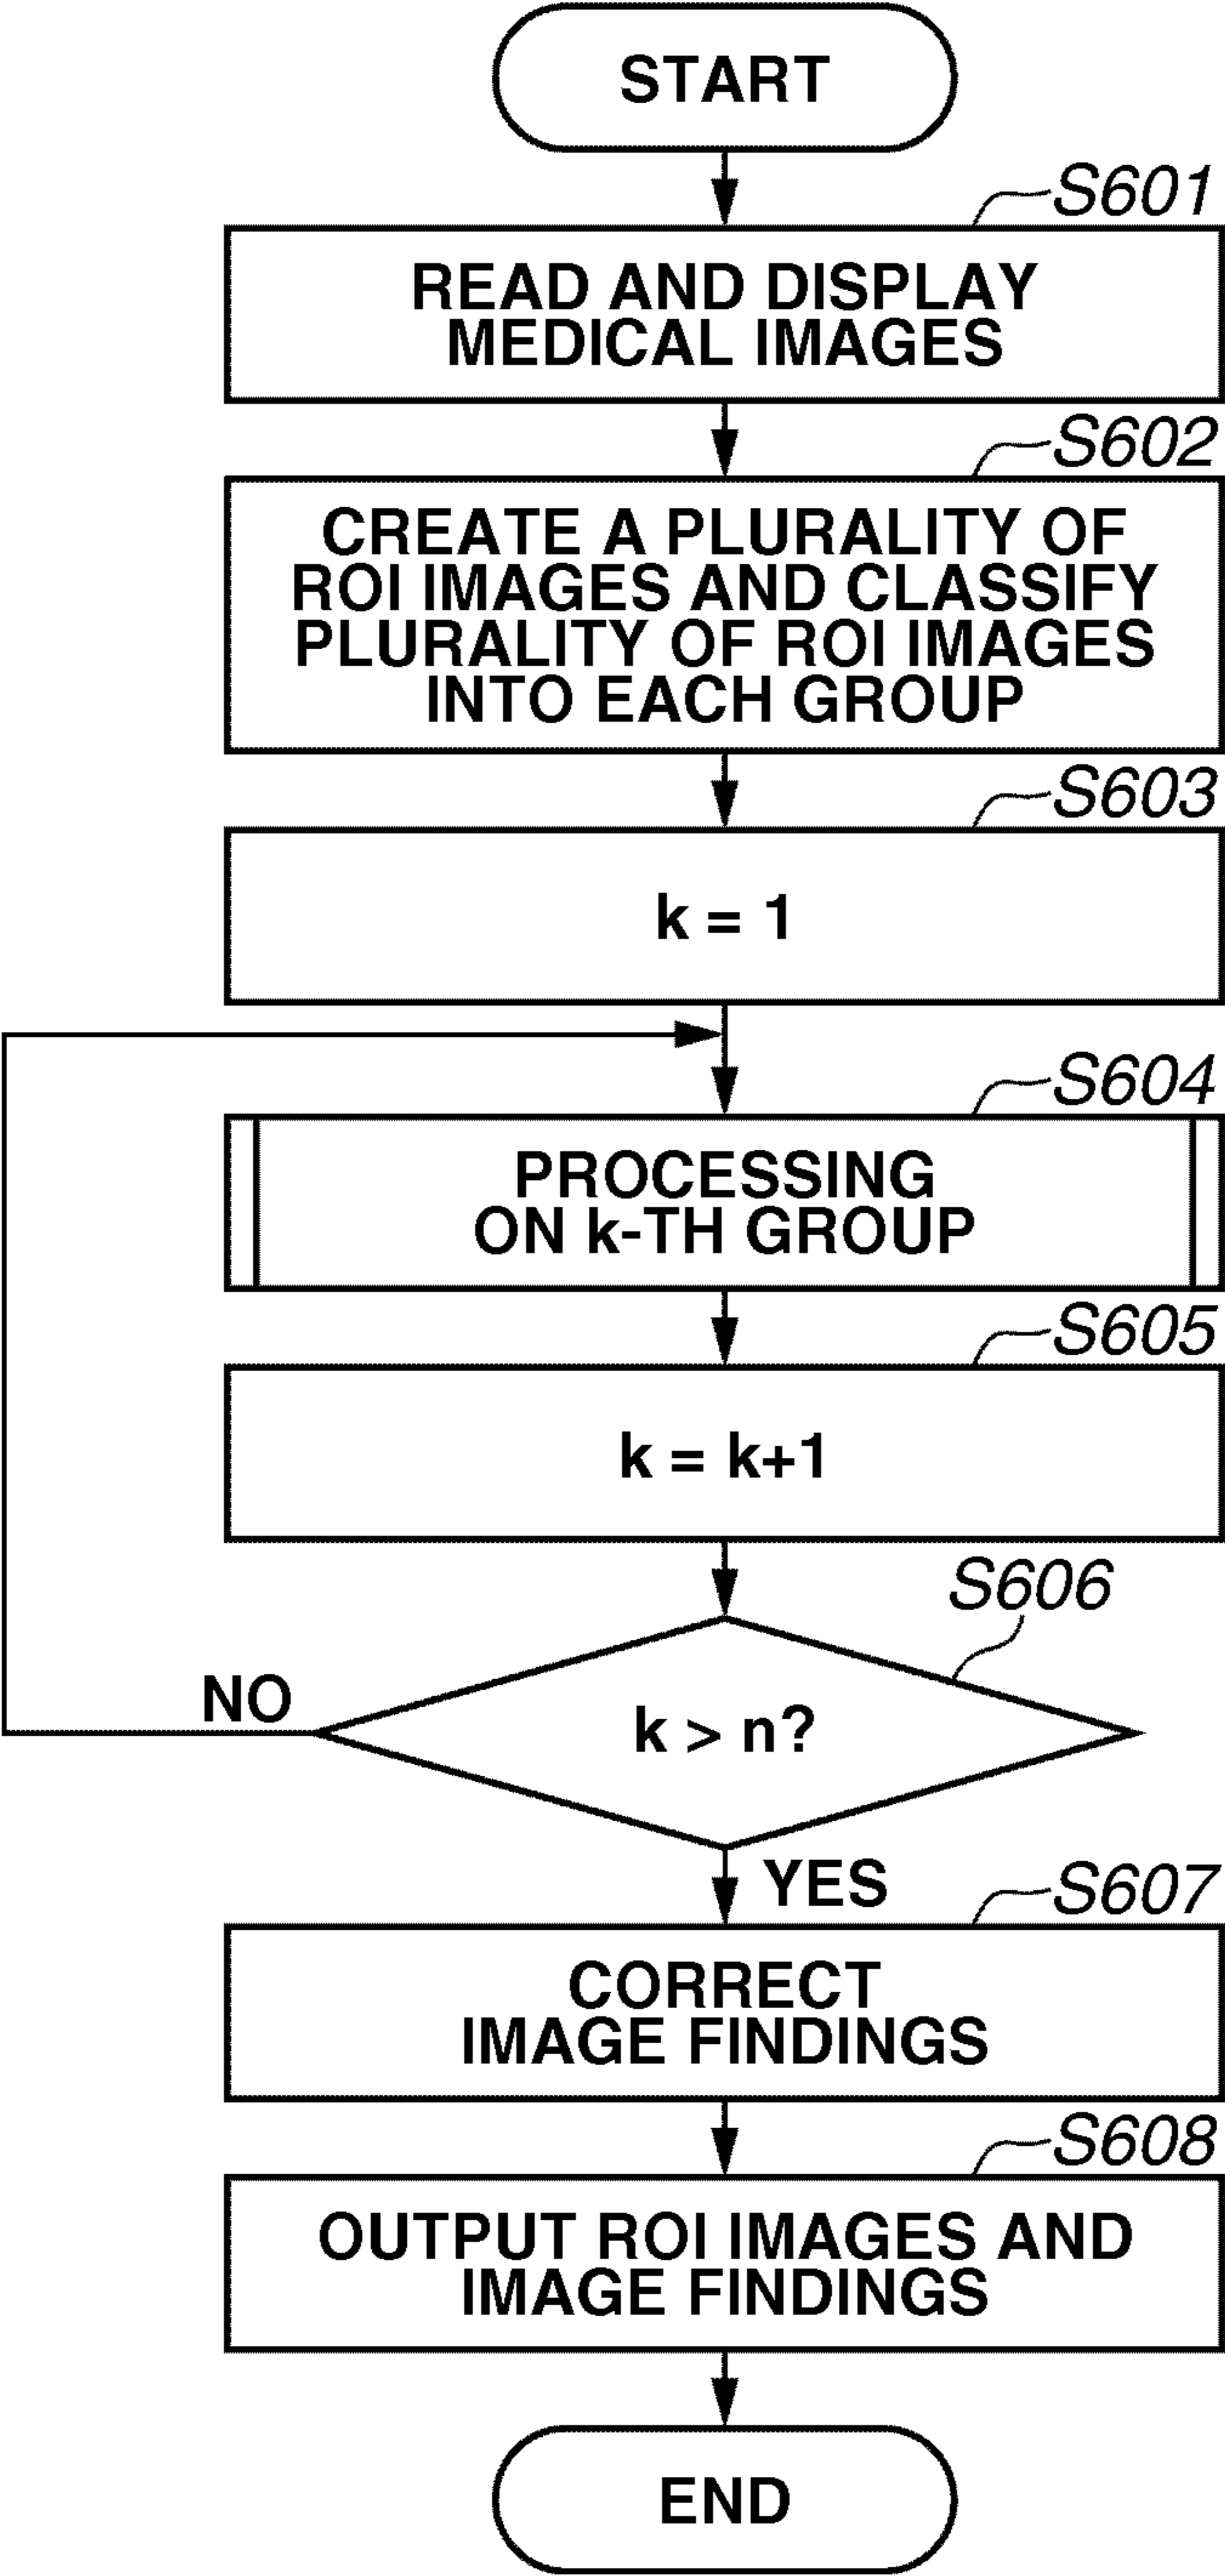 START
S601
READ AND DISPLAY
MEDICAL IMAGES
S602
CREATE A PLURALITY OF
ROI IMAGES AND CLASSIFY
PLURALITY OF ROI IMAGES
INTO EACH GROUP
S603
k = 1
S604
PROCESSING
ON k-TH GROUP
S605
k = k+1
S606
NO
k > n?
YES
S607
CORRECT
IMAGE FINDINGS
S608
OUTPUT ROI IMAGES AND
IMAGE FINDINGS
END